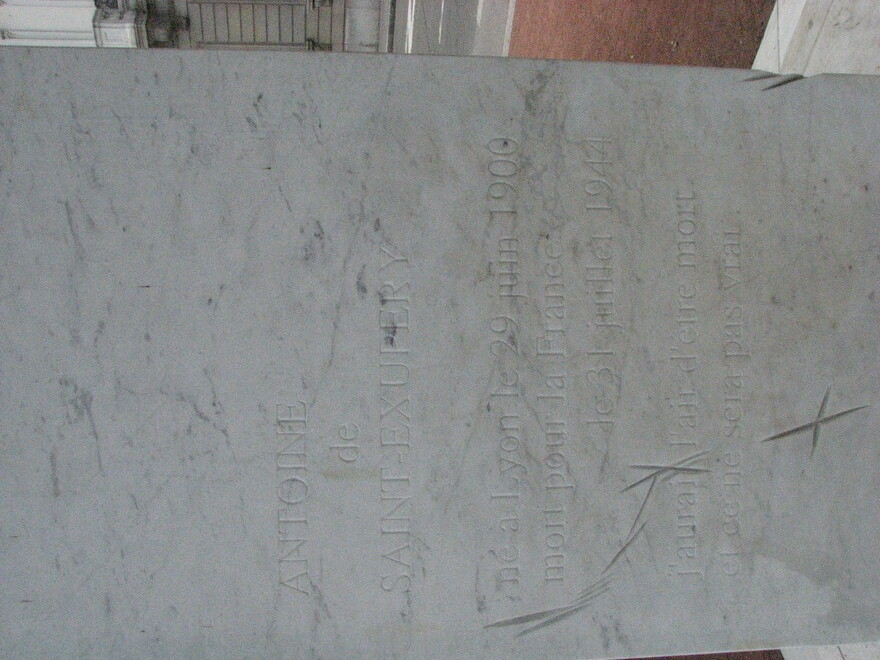 ANTOINE
de
SAINT-EXUPERY
né à Lyon le 29 juin 1900
mort pour la France
le 31 juillet 1944
J'aurai l'air d'être mort
et ce ne sera pas vrai.